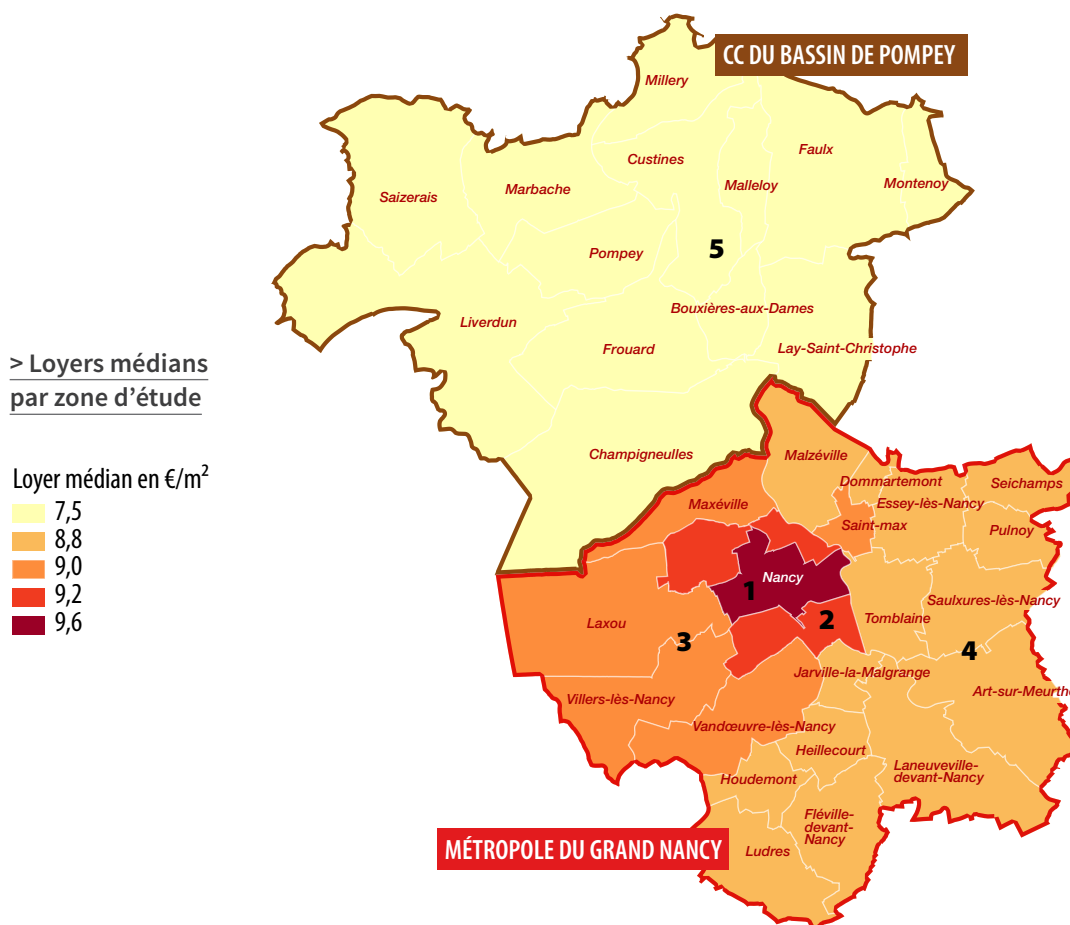 CC DU BASSIN DE POMPEY
Millery
Custines
Faulx
Malleloy
Montenoy
Marbache
Saizerais
Pompey
5
Bouxières-aux-Dames
Liverdun
Frouard
Lay-Saint-Christophe
> Loyers médians
par zone d'étude
Champigneulles
Loyer médian en €/m²
7,5
8,8
9,0
9,2
9,6
Malzéville
Dommartemont
Essey-lès-Nancy
Seichamps
Maxéville
Saint-max
Pulnoy
Nancy
1
Laxou
2
3
Tomblaine
Saulxures-lès-Nancy
4
Jarville-la-Malgrange
Art-sur-Meurthe
Villers-lès-Nancy
Vandœuvre-lès-Nancy
Heillecourt
Houdemont
Laneuveville-
devant-Nancy
Fléville-
devant-
Nancy
Ludres
MÉTROPOLE DU GRAND NANCY